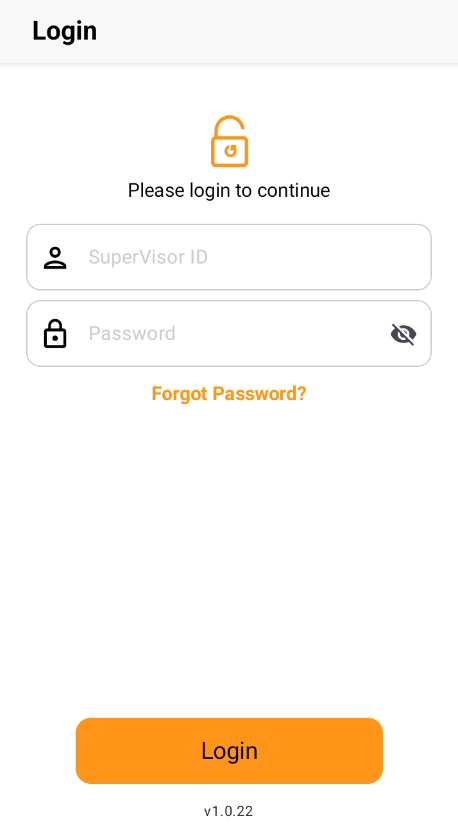 Login
Please login to continue
SuperVisor ID
Password
Forgot Password?
Login
v1.0.22